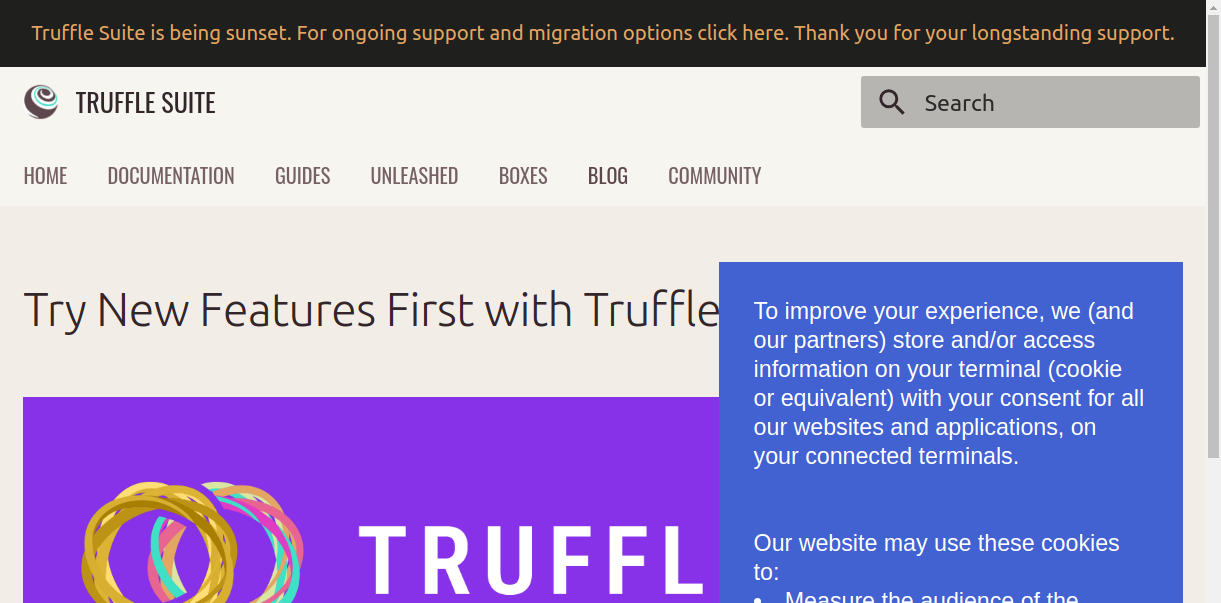 Truffle Suite is being sunset. For ongoing support and migration options click here. Thank you for your longstanding support.
TRUFFLE SUITE
Search
HOME DOCUMENTATION GUIDES UNLEASHED BOXES BLOG COMMUNITY
Try New Features First with Truffle
To improve your experience, we (and
our partners) store and/or access
information on your terminal (cookie
or equivalent) with your consent for all
our websites and applications, on
your connected terminals.
Our website may use these cookies
to:
• Measure the audience of the
TRUFFL